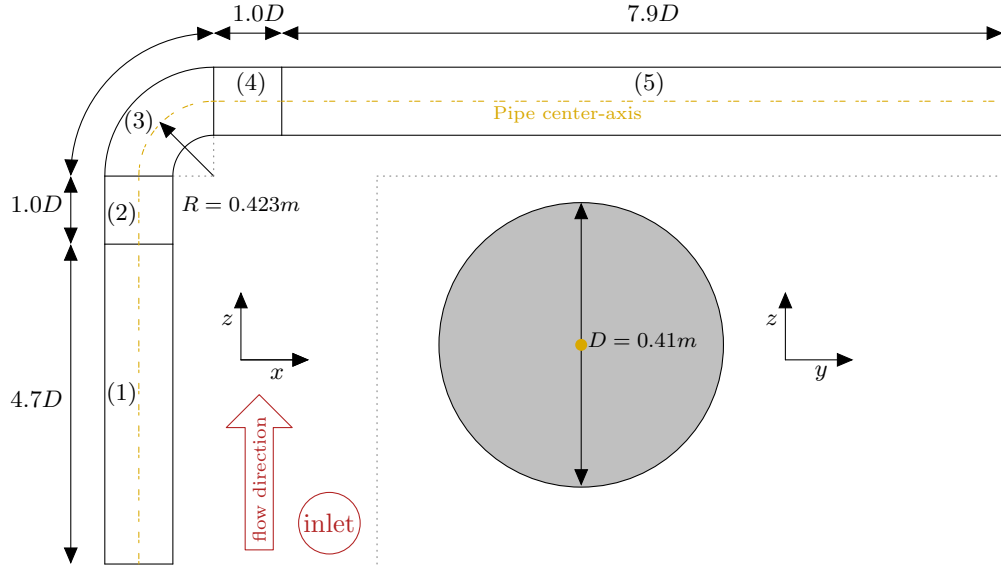 1.0D
7.9D
(4)
(5)
Pipe center-axis
(3)
1.0D
(2)
R = 0.423m
z
x
D = 0.41m
z
y
4.7D
(1)
flow direction
inlet